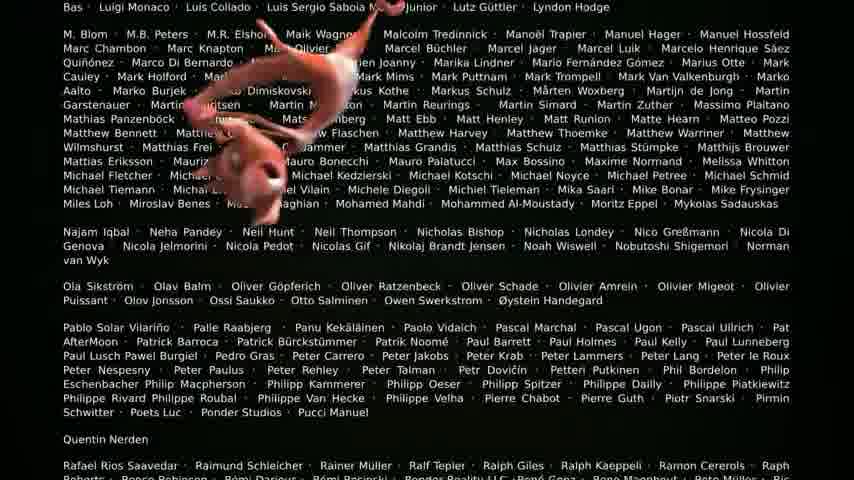 Bas · Luigi Monaco · Luis Collado · Luis Sergio Saboia Junior · Lutz Güttler · Lyndon Hodge
M. Blom · M.B. Peters · M.R. Maik Malcolm Tredinnick · Manoël Trapier · Manuel Hager · Manuel Hossfeld
Marc Chambon · Marc Knapton · Marcel Büchler · Marcel Jager · Marcel Luik · Marcelo Henrique Sáez
Quiñónez · Marco Di Bernardo · Joanny · Marika Lindner · Mario Fernández Gómez · Marius Otte · Mark
Cauley · Mark Holford · Mark Mims · Mark Puttnam · Mark Trompell · Mark Van Valkenburgh · Marko
Aalto · Marko Burjek · Kothe · Markus Schulz · Mårten Woxberg · Martijn de Jong · Martin
Garstenauer · Martin · Martin Reurings · Martin Simard · Martin Zuther · Massimo Plaitano
Mathias Panzenböck · Matt Ebb · Matt Henley · Matt Runion · Matte Hearn · Matteo Pozzi
Matthew Bennett · Flaschen · Matthew Harvey · Matthew Thoemke · Matthew Warriner · Matthew
Wilmshurst · Matthias Frei · Matthias Grandis · Matthias Schulz · Matthias Stümpke · Matthijs Brouwer
Mattias Eriksson · Mauro Bonecchi · Mauro Palatucci · Max Bossino · Maxime Normand · Melissa Whitton
Michael Fletcher · Michael Kedzierski · Michael Kotschi · Michael Noyce · Michael Petree · Michael Schmid
Michael Tiemann · Vilain · Michele Diegoli · Michiel Tieleman · Mika Saari · Mike Bonar · Mike Frysinger
Miles Loh · Miroslav Benes · Mohamed Mahdi · Mohammed Al-Moustady · Moritz Eppel · Mykolas Sadauskas
Najam Iqbal · Neha Pandey · Neil Hunt · Neil Thompson · Nicholas Bishop · Nicholas Londey · Nico Greßmann · Nicola Di
Genova · Nicola Jelmorini · Nicola Pedot · Nicolas Gif · Nikolaj Brandt Jensen · Noah Wiswell · Nobutoshi Shigemori · Norman
van Wyk
Ola Sikström · Olav Balm · Oliver Göpferich · Oliver Ratzenbeck · Oliver Schade · Olivier Amrein · Olivier Migeot · Olivier
Puissant · Olov Jonsson · Ossi Saukko · Otto Salminen · Owen Swerkstrom · Øystein Handegard
Pablo Solar Vilariño · Palle Raabjerg · Panu Kekäläinen · Paolo Vidaich · Pascal Marchal · Pascal Ugon · Pascal Ullrich · Pat
AfterMoon · Patrick Barroca · Patrick Bürckstümmer · Patrik Noomé · Paul Barrett · Paul Holmes · Paul Kelly · Paul Lunneberg
Paul Lusch Pawel Burgiel · Pedro Gras · Peter Carrero · Peter Jakobs · Peter Krab · Peter Lammers · Peter Lang · Peter le Roux
Peter Nespesny · Peter Paulus · Peter Rehley · Peter Talman · Petr Dovičín · Petteri Putkinen · Phil Bordelon · Philip
Eschenbacher Philip Macpherson · Philipp Kammerer · Philipp Oeser · Philipp Spitzer · Philippe Dailly · Philippe Piatkiewitz
Philippe Rivard Philippe Roubal · Philippe Van Hecke · Philippe Velha · Pierre Chabot · Pierre Guth · Piotr Snarski · Pirmin
Schwitter · Poets Luc · Ponder Studios · Pucci Manuel
Quentin Nerden
Rafael Rios Saavedar · Raimund Schleicher · Rainer Müller · Ralf Tepler · Ralph Giles · Ralph Kaeppeli · Ramon Cererols · Raph